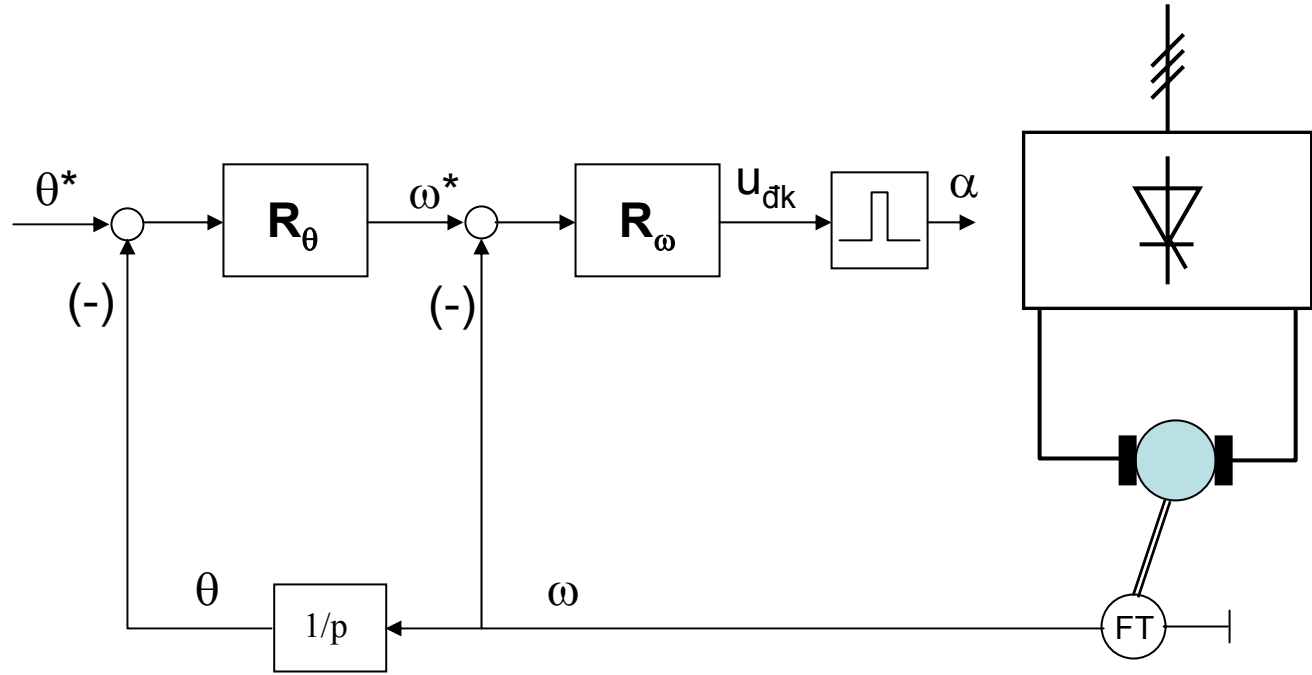 θ*
R_θ
ω*
R_ω
u_đk
α
(-)
(-)
θ
1/p
ω
FT